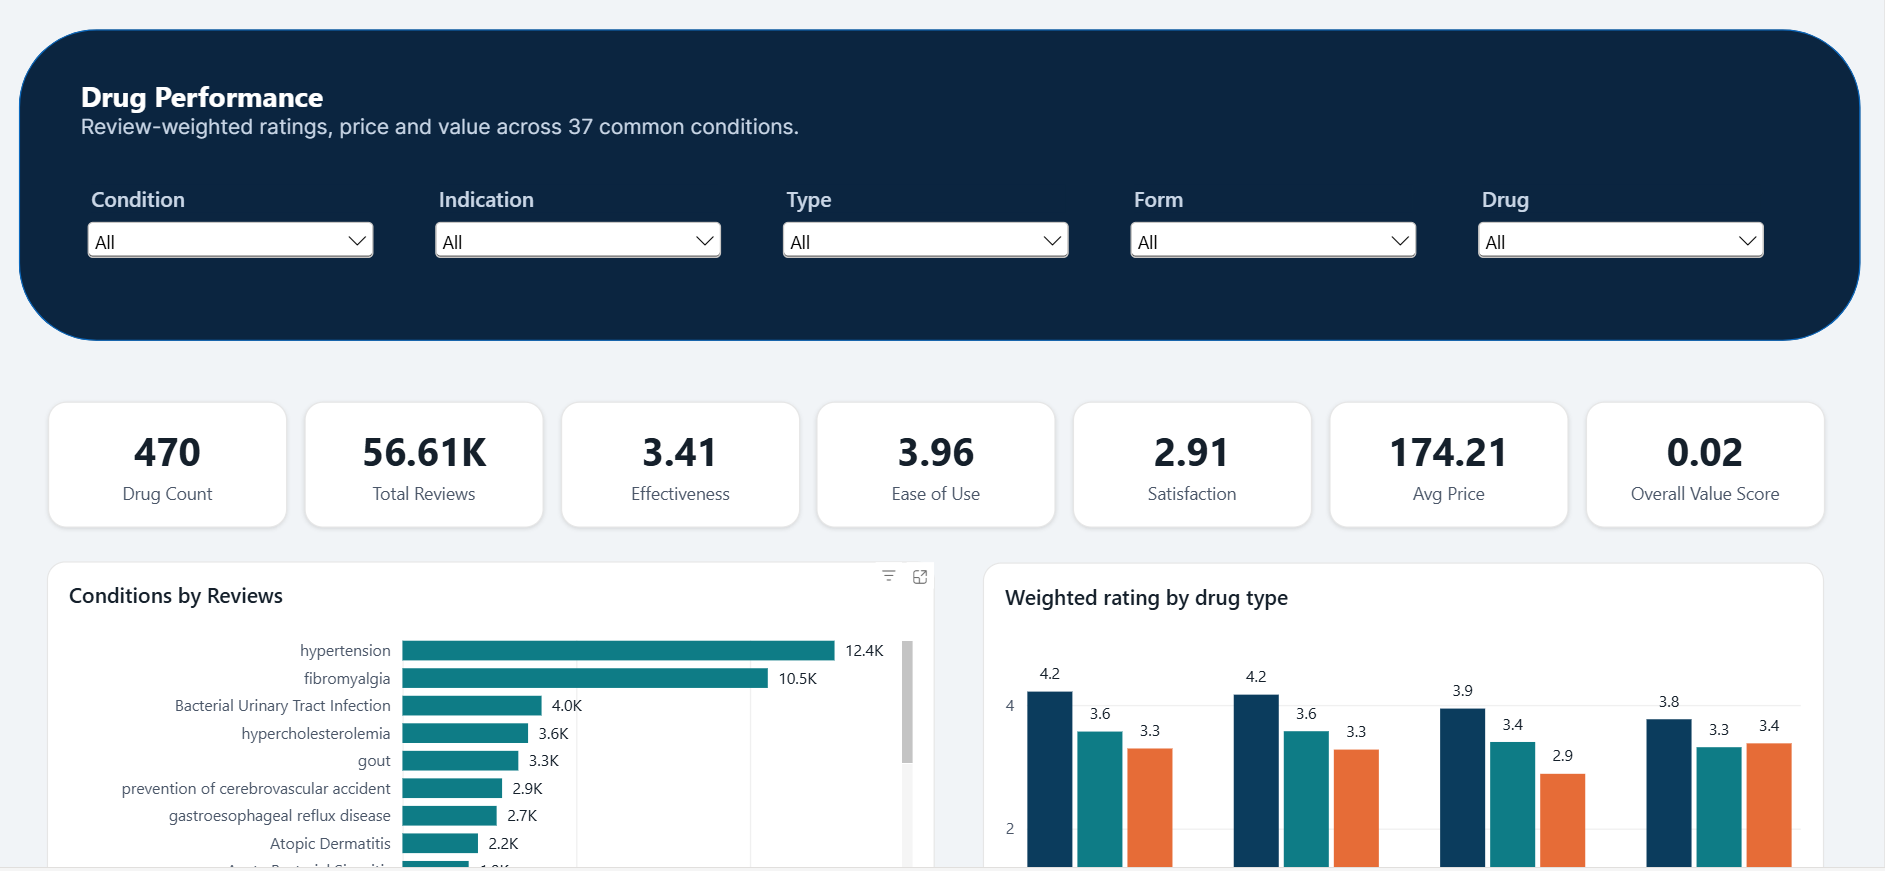 Drug Performance
Review-weighted ratings, price and value across 37 common conditions.
Condition
All
Indication
All
Type
All
Form
All
Drug
All
470
Drug Count
56.61K
Total Reviews
3.41
Effectiveness
3.96
Ease of Use
2.91
Satisfaction
174.21
Avg Price
0.02
Overall Value Score
Conditions by Reviews
hypertension 12.4K
fibromyalgia 10.5K
Bacterial Urinary Tract Infection 4.0K
hypercholesterolemia 3.6K
gout 3.3K
prevention of cerebrovascular accident 2.9K
gastroesophageal reflux disease 2.7K
Atopic Dermatitis 2.2K
Weighted rating by drug type
4
2
4.2 3.6 3.3
4.2 3.6 3.3
3.9 3.4 2.9
3.8 3.3 3.4